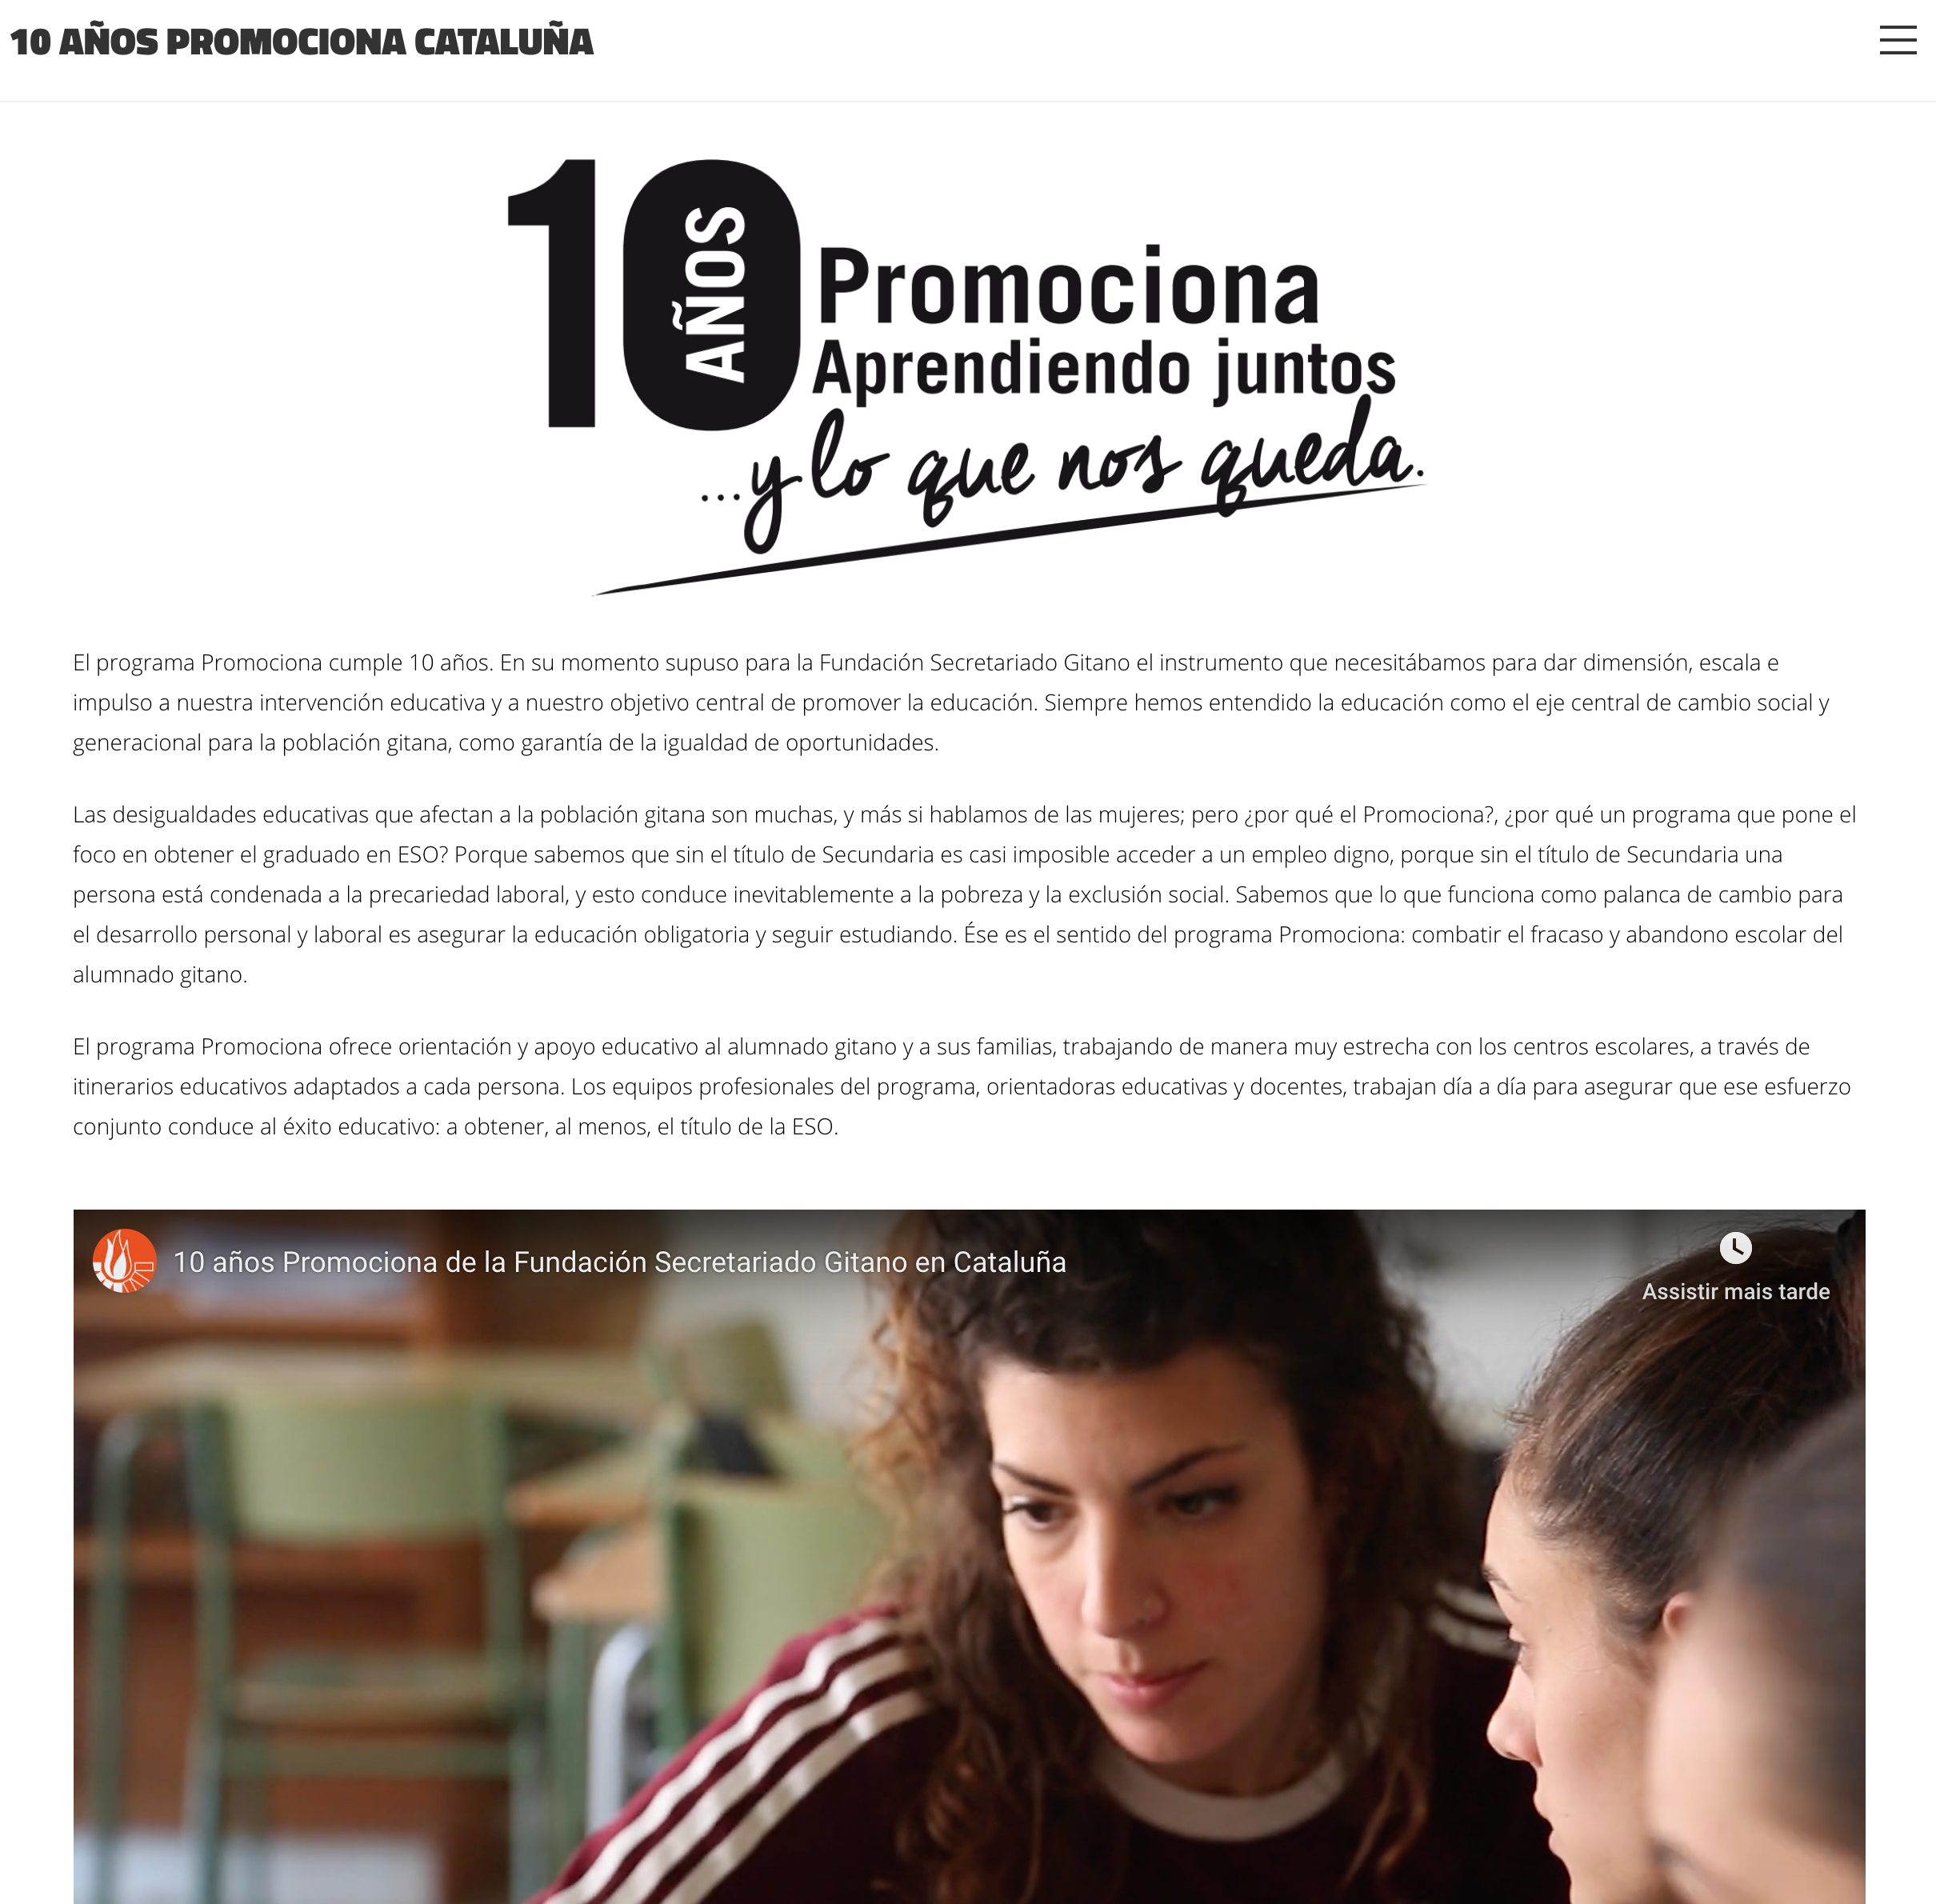 10 AÑOS PROMOCIONA CATALUÑA
10
AÑOS
Promociona
Aprendiendo juntos
...y lo que nos queda.
El programa Promociona cumple 10 años. En su momento supuso para la Fundación Secretariado Gitano el instrumento que necesitábamos para dar dimensión, escala e
impulso a nuestra intervención educativa y a nuestro objetivo central de promover la educación. Siempre hemos entendido la educación como el eje central de cambio social y
generacional para la población gitana, como garantía de la igualdad de oportunidades.
Las desigualdades educativas que afectan a la población gitana son muchas, y más si hablamos de las mujeres; pero ¿por qué el Promociona?, ¿por qué un programa que pone el
foco en obtener el graduado en ESO? Porque sabemos que sin el título de Secundaria es casi imposible acceder a un empleo digno, porque sin el título de Secundaria una
persona está condenada a la precariedad laboral, y esto conduce inevitablemente a la pobreza y la exclusión social. Sabemos que lo que funciona como palanca de cambio para
el desarrollo personal y laboral es asegurar la educación obligatoria y seguir estudiando. Ése es el sentido del programa Promociona: combatir el fracaso y abandono escolar del
alumnado gitano.
El programa Promociona ofrece orientación y apoyo educativo al alumnado gitano y a sus familias, trabajando de manera muy estrecha con los centros escolares, a través de
itinerarios educativos adaptados a cada persona. Los equipos profesionales del programa, orientadoras educativas y docentes, trabajan día a día para asegurar que ese esfuerzo
conjunto conduce al éxito educativo: a obtener, al menos, el título de la ESO.
10 años Promociona de la Fundación Secretariado Gitano en Cataluña
Assistir mais tarde